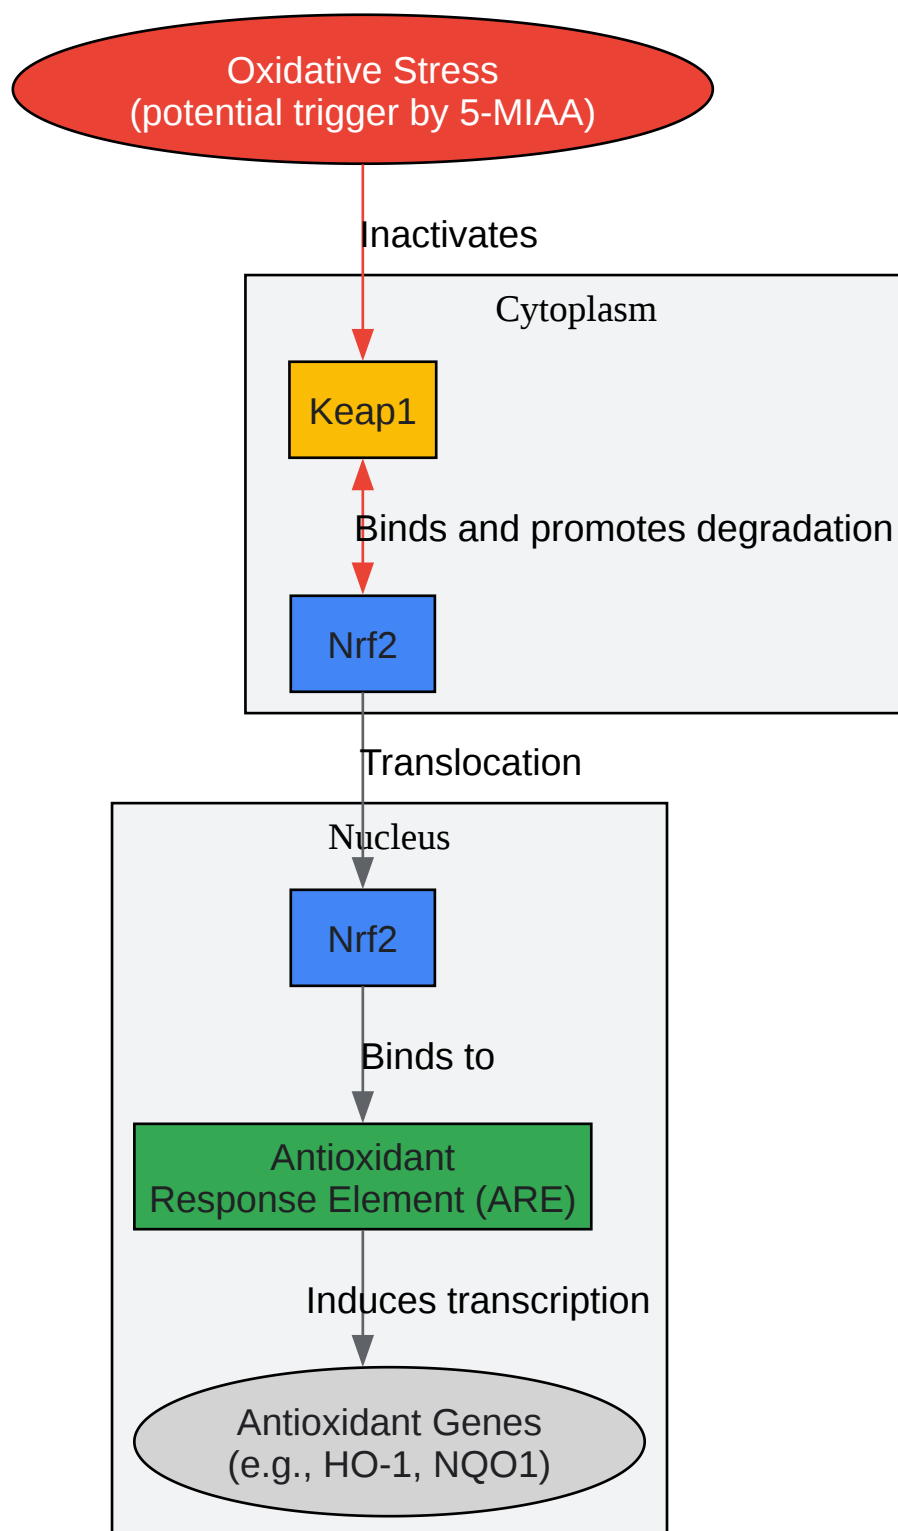 Oxidative Stress
(potential trigger by 5-MIAA)
Inactivates
Cytoplasm
Keap1
Binds and promotes degradation
Nrf2
Translocation
Nucleus
Nrf2
Binds to
Antioxidant
Response Element (ARE)
Induces transcription
Antioxidant Genes
(e.g., HO-1, NQO1)